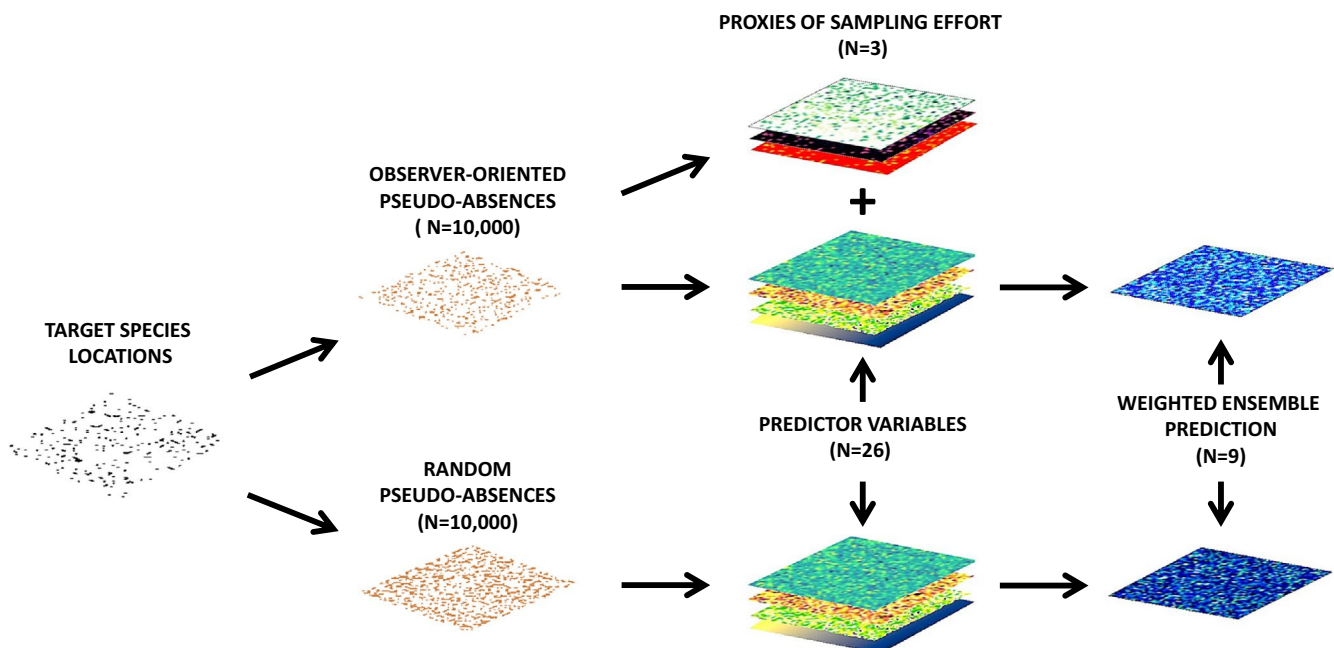 PROXIES OF SAMPLING EFFORT
(N=3)
OBSERVER-ORIENTED
PSEUDO-ABSENCES
( N=10,000)
+
TARGET SPECIES
LOCATIONS
PREDICTOR VARIABLES
(N=26)
WEIGHTED ENSEMBLE
PREDICTION
(N=9)
RANDOM
PSEUDO-ABSENCES
(N=10,000)